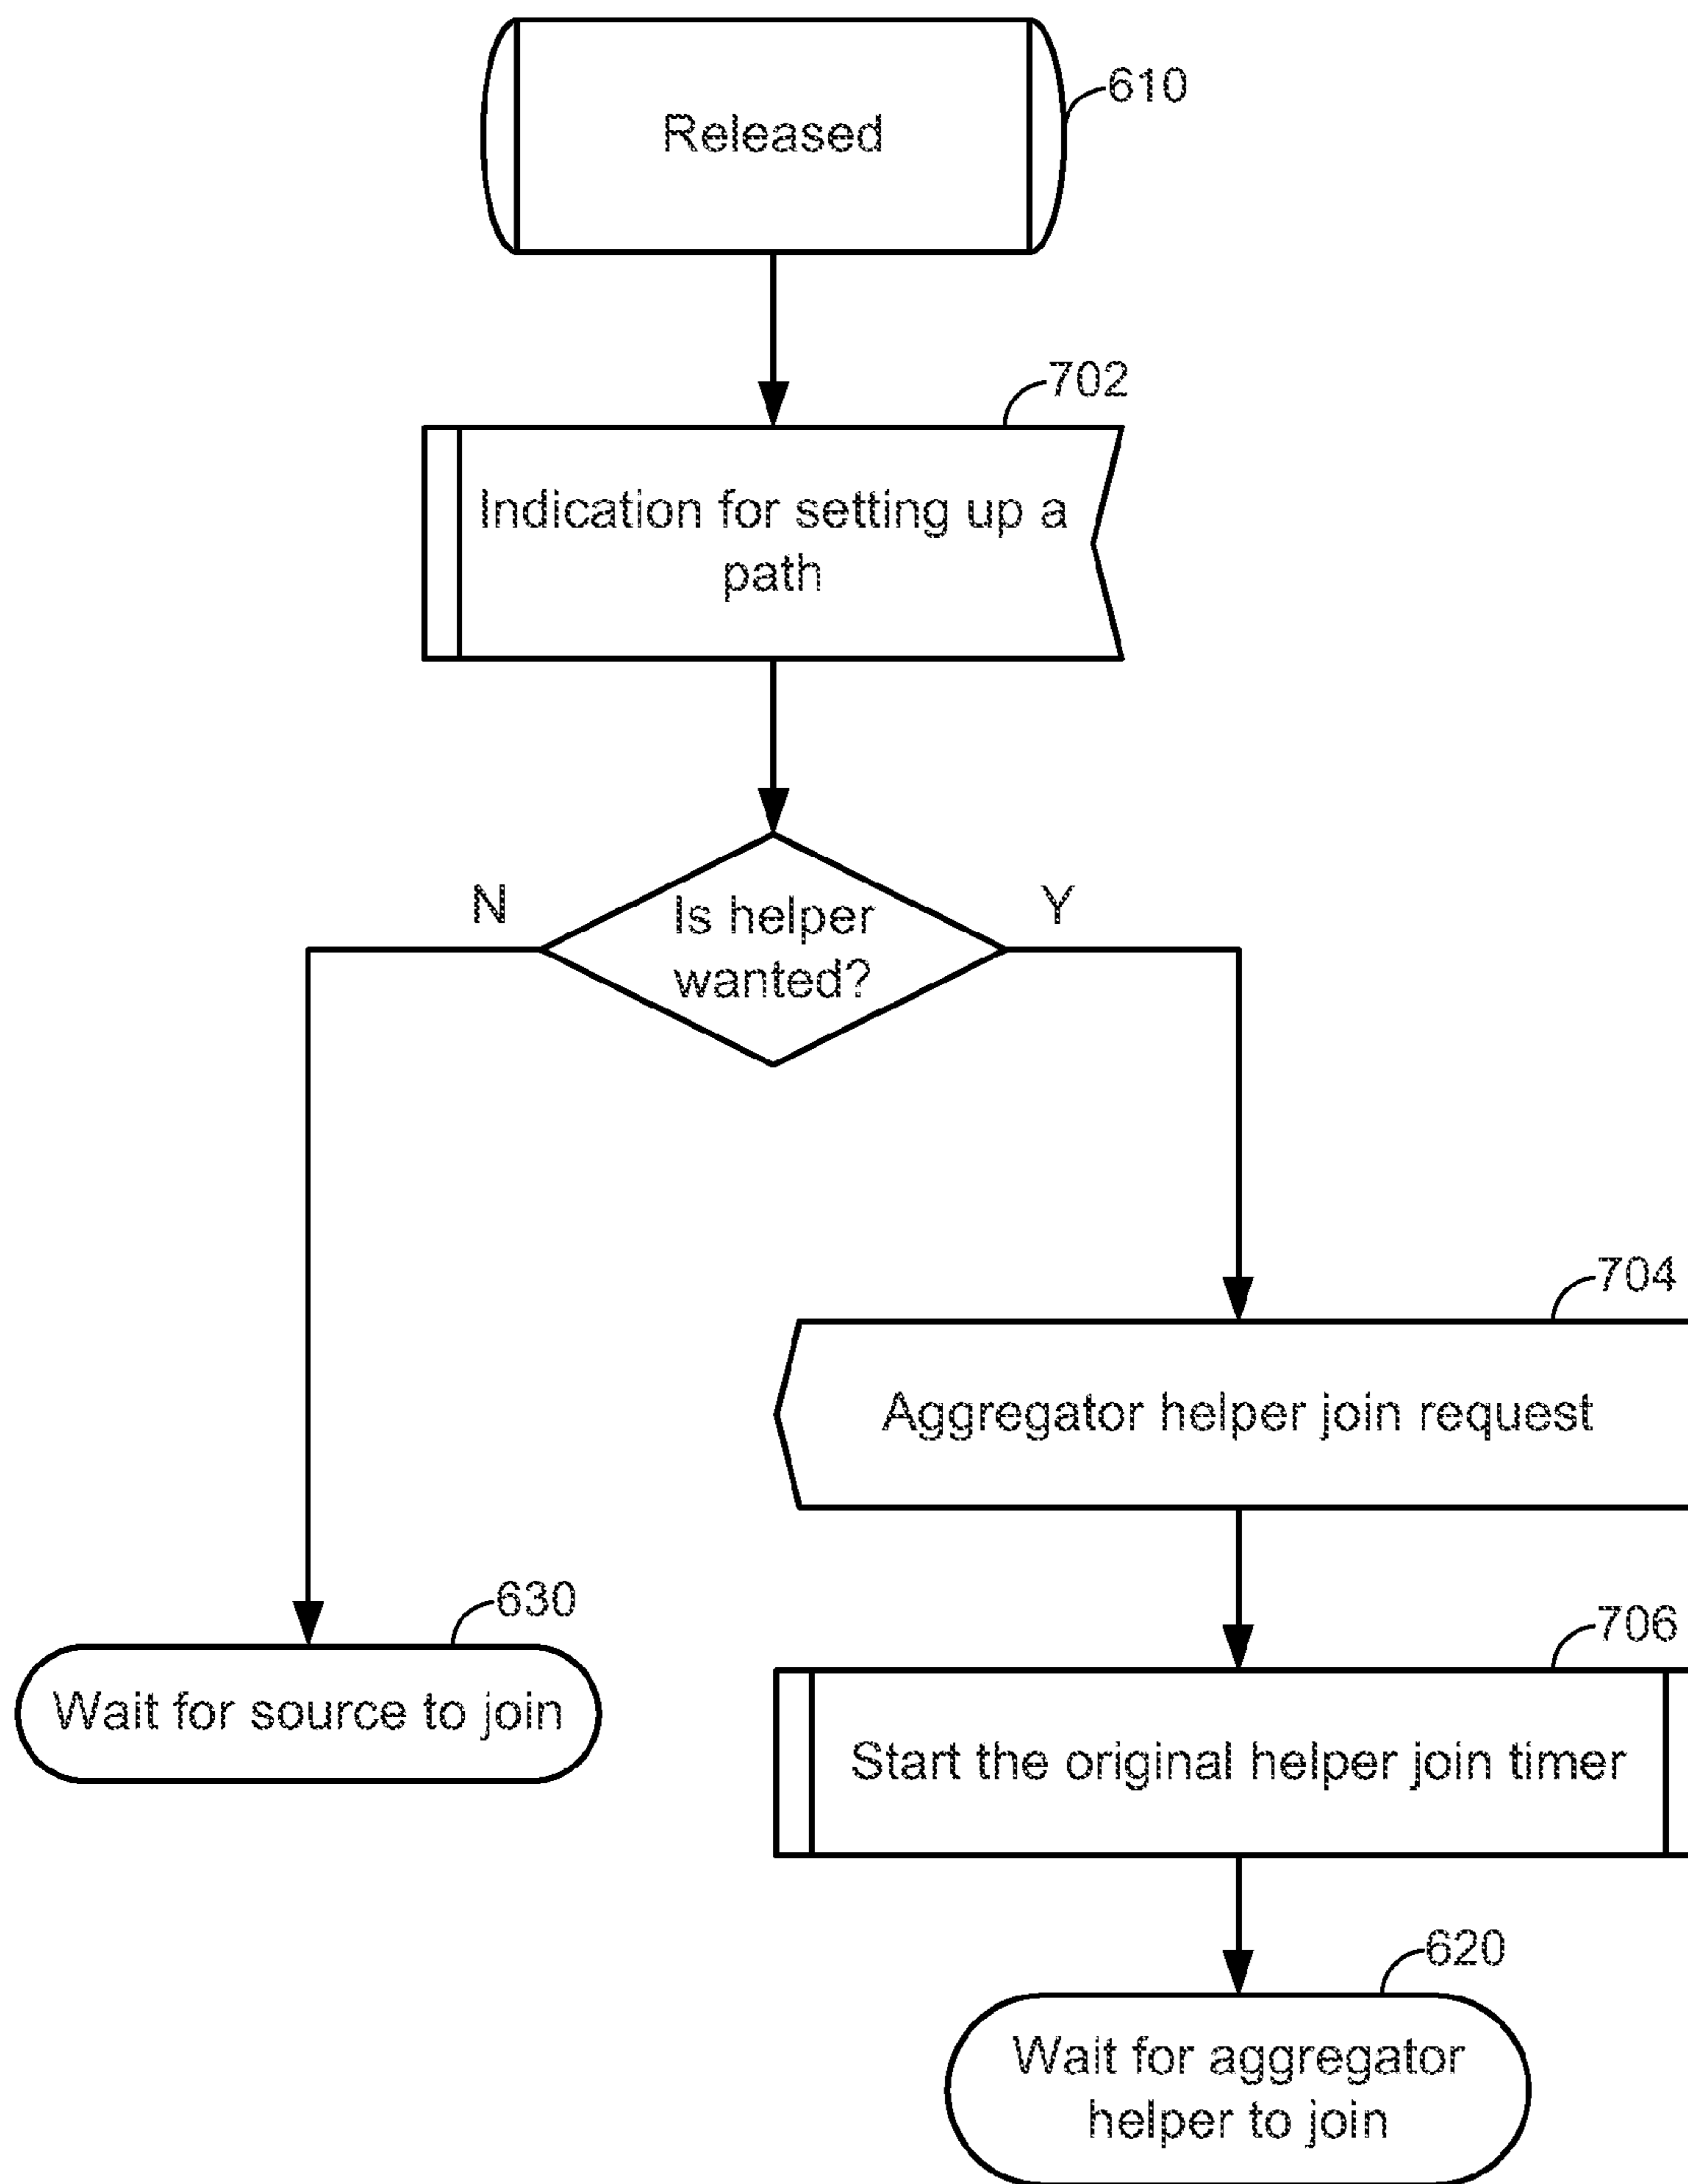 Released
610
702
Indication for setting up a
path
N
Is helper
wanted?
Y
704
Aggregator helper join request
630
Wait for source to join
706
Start the original helper join timer
620
Wait for aggregator
helper to join